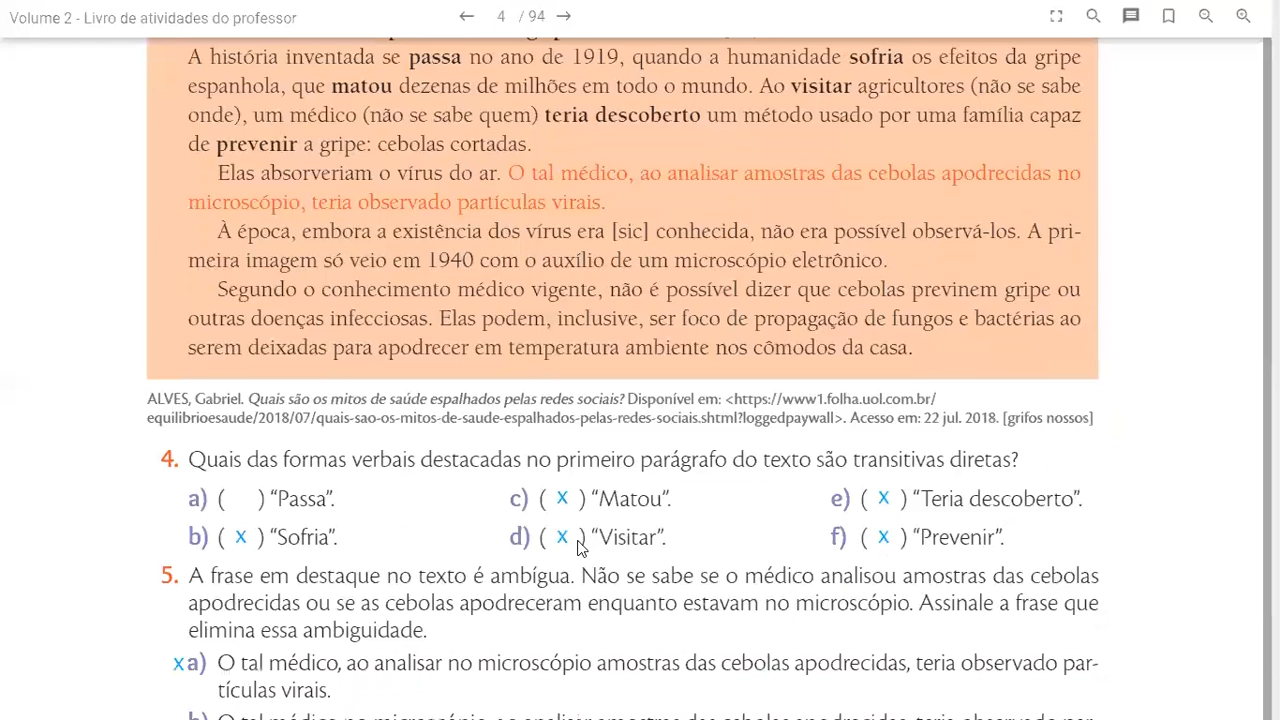 Volume 2 - Livro de atividades do professor
4 / 94
A história inventada se passa no ano de 1919, quando a humanidade sofria os efeitos da gripe
espanhola, que matou dezenas de milhões em todo o mundo. Ao visitar agricultores (não se sabe
onde), um médico (não se sabe quem) teria descoberto um método usado por uma família capaz
de prevenir a gripe: cebolas cortadas.
Elas absorveriam o vírus do ar. O tal médico, ao analisar amostras das cebolas apodrecidas no
microscópio, teria observado partículas virais.
À época, embora a existência dos vírus era [sic] conhecida, não era possível observá-los. A pri-
meira imagem só veio em 1940 com o auxílio de um microscópio eletrônico.
Segundo o conhecimento médico vigente, não é possível dizer que cebolas previnem gripe ou
outras doenças infecciosas. Elas podem, inclusive, ser foco de propagação de fungos e bactérias ao
serem deixadas para apodrecer em temperatura ambiente nos cômodos da casa.
ALVES, Gabriel. Quais são os mitos de saúde espalhados pelas redes sociais? Disponível em: <https://www1.folha.uol.com.br/
equilibrioesaude/2018/07/quais-sao-os-mitos-de-saude-espalhados-pelas-redes-sociais.shtml?loggedpaywall>. Acesso em: 22 jul. 2018. [grifos nossos]
4. Quais das formas verbais destacadas no primeiro parágrafo do texto são transitivas diretas?
a) ( ) “Passa”. c) ( x ) “Matou”. e) ( x ) “Teria descoberto”.
b) ( x ) “Sofria”. d) ( x ) “Visitar”. f) ( x ) “Prevenir”.
5. A frase em destaque no texto é ambígua. Não se sabe se o médico analisou amostras das cebolas
apodrecidas ou se as cebolas apodreceram enquanto estavam no microscópio. Assinale a frase que
elimina essa ambiguidade.
x a) O tal médico, ao analisar no microscópio amostras das cebolas apodrecidas, teria observado par-
tículas virais.
b) O tal médico no microscópio, ao analisar amostras das cebolas apodrecidas, teria observado par-